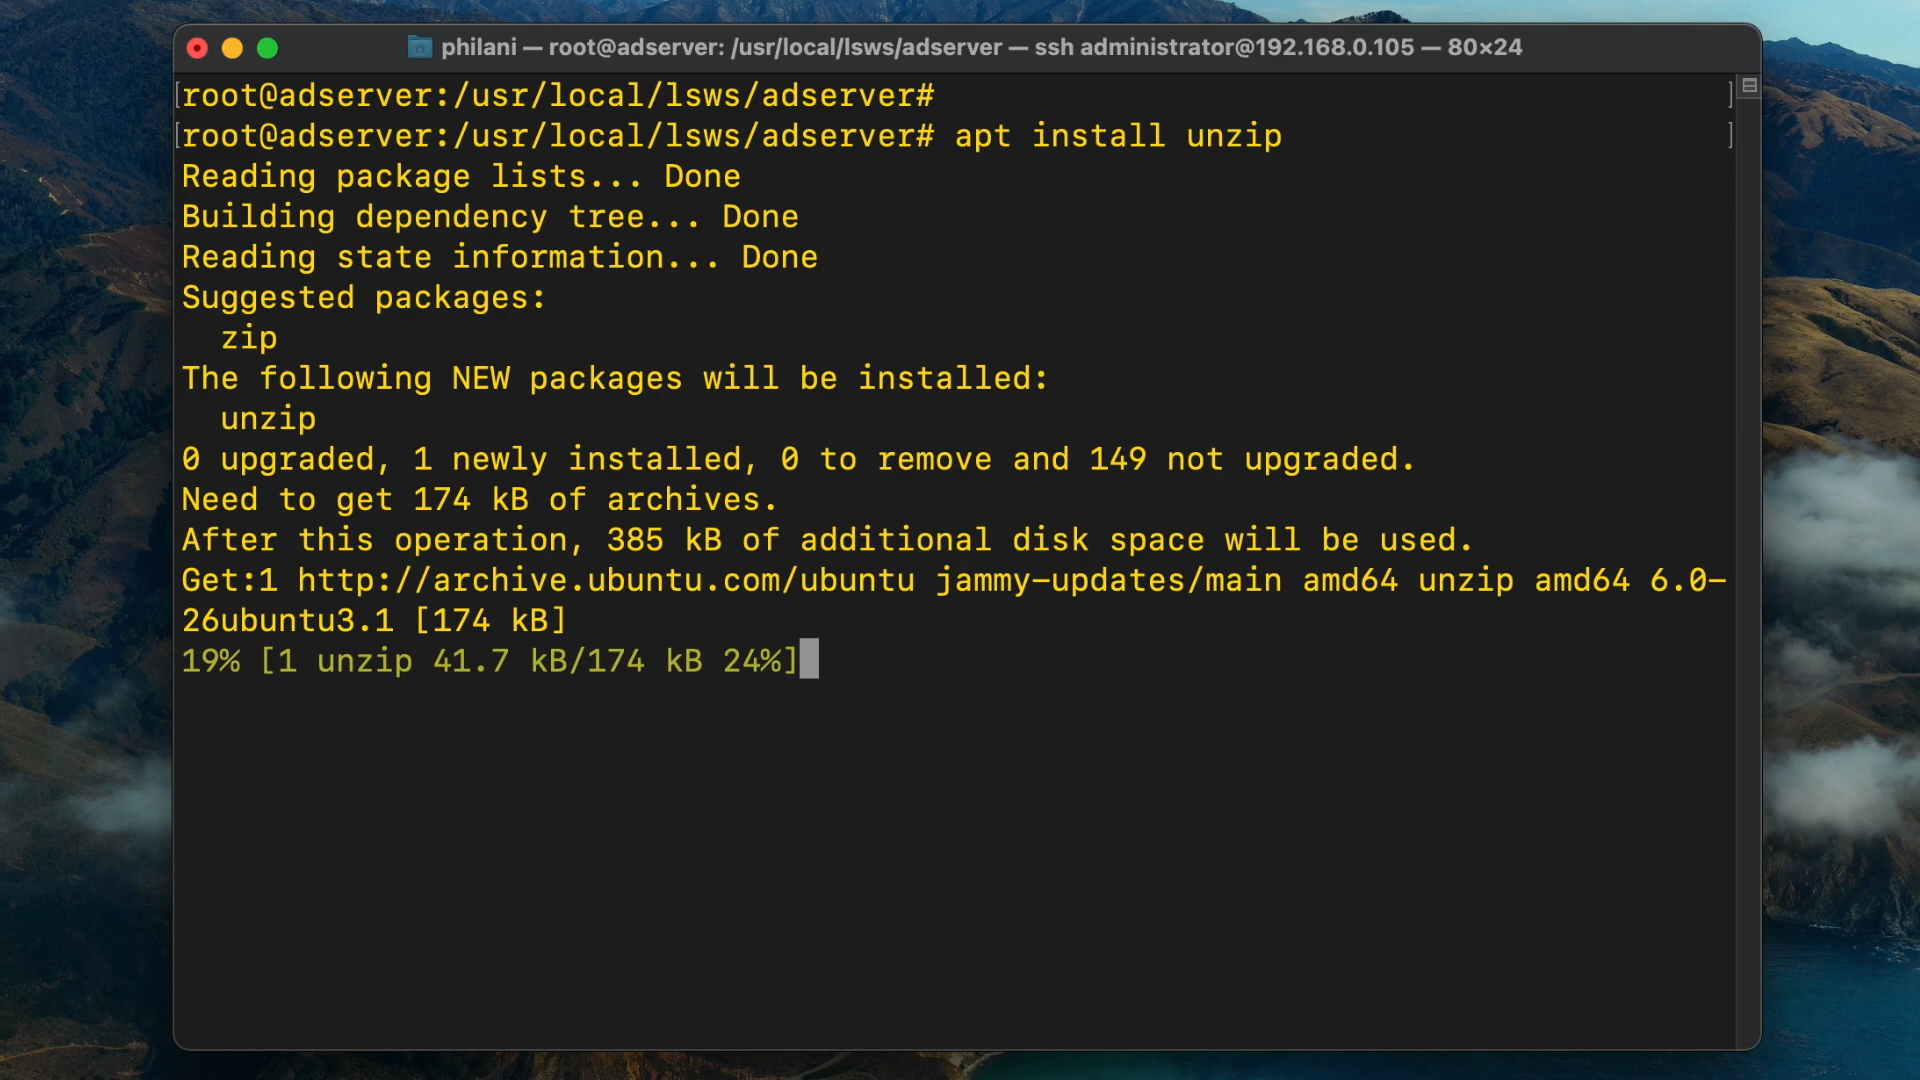 philani — root@adserver: /usr/local/lsws/adserver — ssh administrator@192.168.0.105 — 80×24
[root@adserver:/usr/local/lsws/adserver# ]
[root@adserver:/usr/local/lsws/adserver# apt install unzip ]
Reading package lists... Done
Building dependency tree... Done
Reading state information... Done
Suggested packages:
  zip
The following NEW packages will be installed:
  unzip
0 upgraded, 1 newly installed, 0 to remove and 149 not upgraded.
Need to get 174 kB of archives.
After this operation, 385 kB of additional disk space will be used.
Get:1 http://archive.ubuntu.com/ubuntu jammy-updates/main amd64 unzip amd64 6.0-
26ubuntu3.1 [174 kB]
19% [1 unzip 41.7 kB/174 kB 24%]